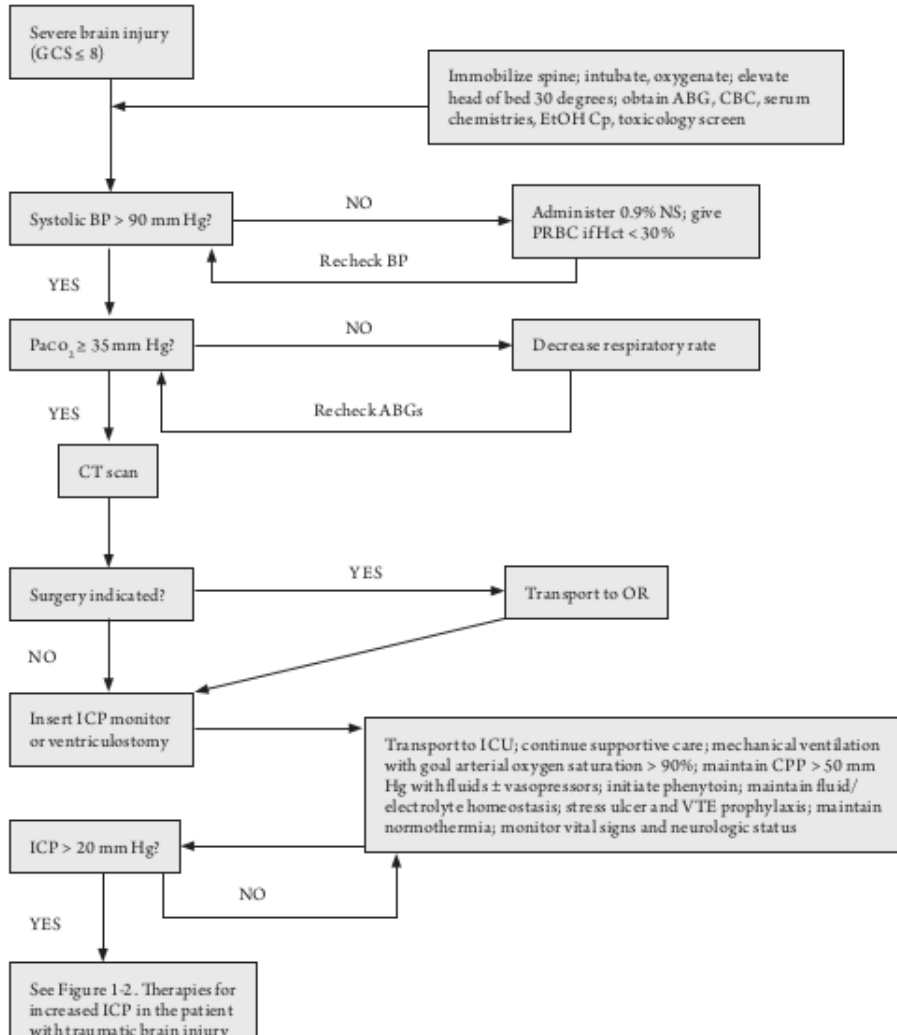 Severe brain injury
(GCS ≤ 8)
Immobilize spine; intubate, oxygenate; elevate
head of bed 30 degrees; obtain ABG, CBC, serum
chemistries, EtOH Cp, toxicology screen
Systolic BP > 90 mm Hg?
NO
Administer 0.9% NS; give
PRBC if Hct < 30%
Recheck BP
YES
Paco₂ ≥ 35 mm Hg?
NO
Decrease respiratory rate
Recheck ABGs
YES
CT scan
Surgery indicated?
YES
Transport to OR
NO
Insert ICP monitor
or ventriculostomy
Transport to ICU; continue supportive care; mechanical ventilation
with goal arterial oxygen saturation > 90%; maintain CPP > 50 mm
Hg with fluids ± vasopressors; initiate phenytoin; maintain fluid/
electrolyte homeostasis; stress ulcer and VTE prophylaxis; maintain
normothermia; monitor vital signs and neurologic status
ICP > 20 mm Hg?
NO
YES
See Figure 1-2. Therapies for
increased ICP in the patient
with traumatic brain injury